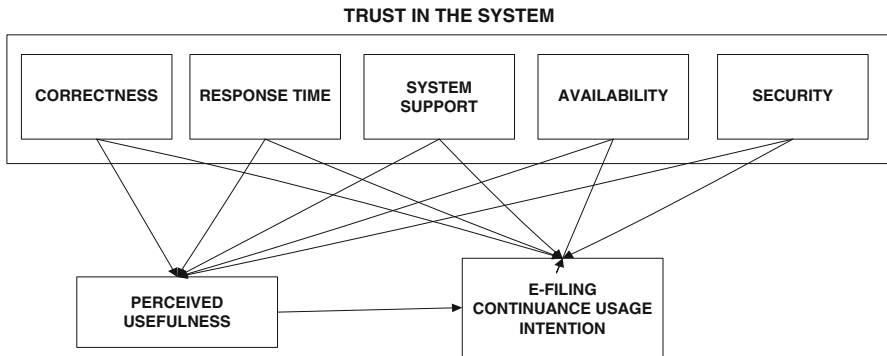 TRUST IN THE SYSTEM
CORRECTNESS
RESPONSE TIME
SYSTEM
SUPPORT
AVAILABILITY
SECURITY
PERCEIVED
USEFULNESS
E-FILING
CONTINUANCE USAGE
INTENTION